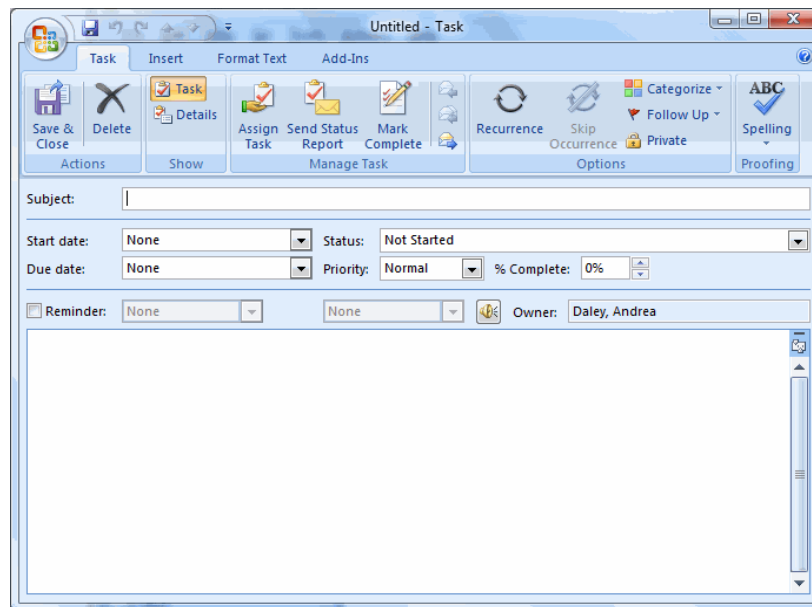 Untitled - Task
Task Insert Format Text Add-Ins
Save & Close
Delete
Actions
Task
Details
Show
Assign Task
Send Status Report
Mark Complete
Manage Task
Recurrence
Skip Occurrence
Categorize
Follow Up
Private
Options
ABC
Spelling
Proofing
Subject:
Start date: None Status: Not Started
Due date: None Priority: Normal % Complete: 0%
Reminder: None None Owner: Daley, Andrea